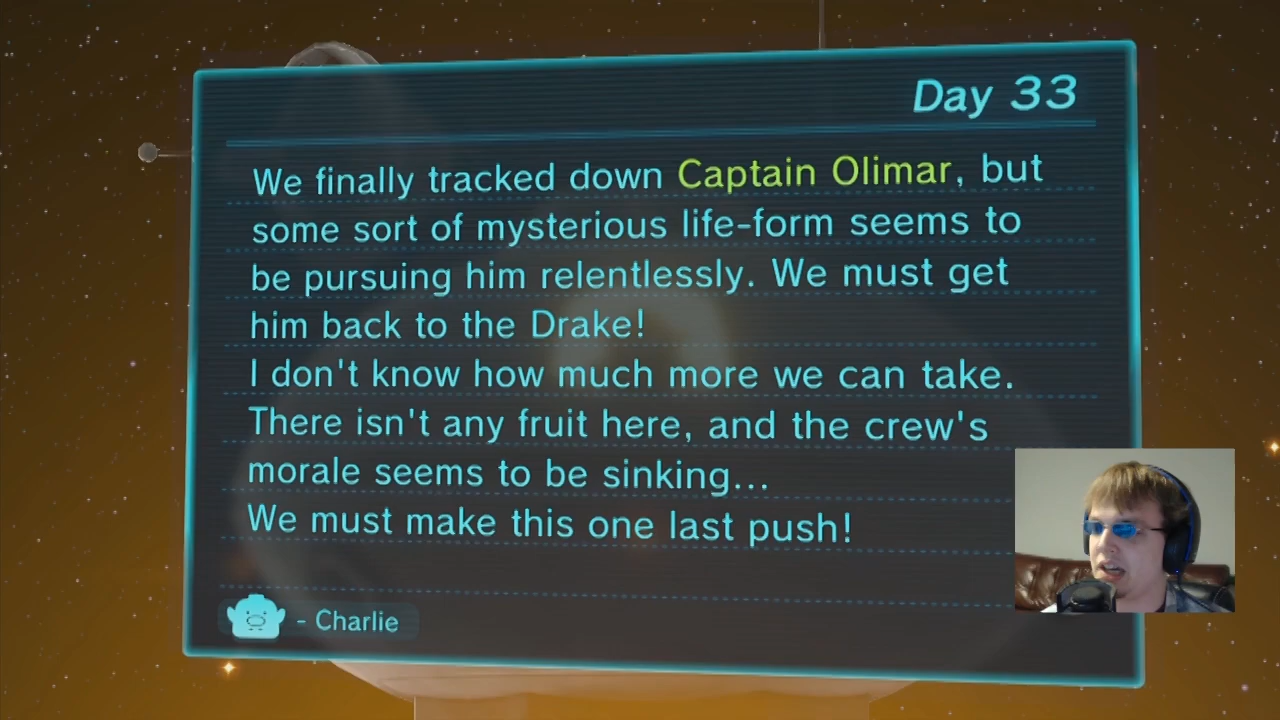 Day 33
We finally tracked down Captain Olimar, but
some sort of mysterious life-form seems to
be pursuing him relentlessly. We must get
him back to the Drake!
I don't know how much more we can take.
There isn't any fruit here, and the crew's
morale seems to be sinking...
We must make this one last push!
- Charlie